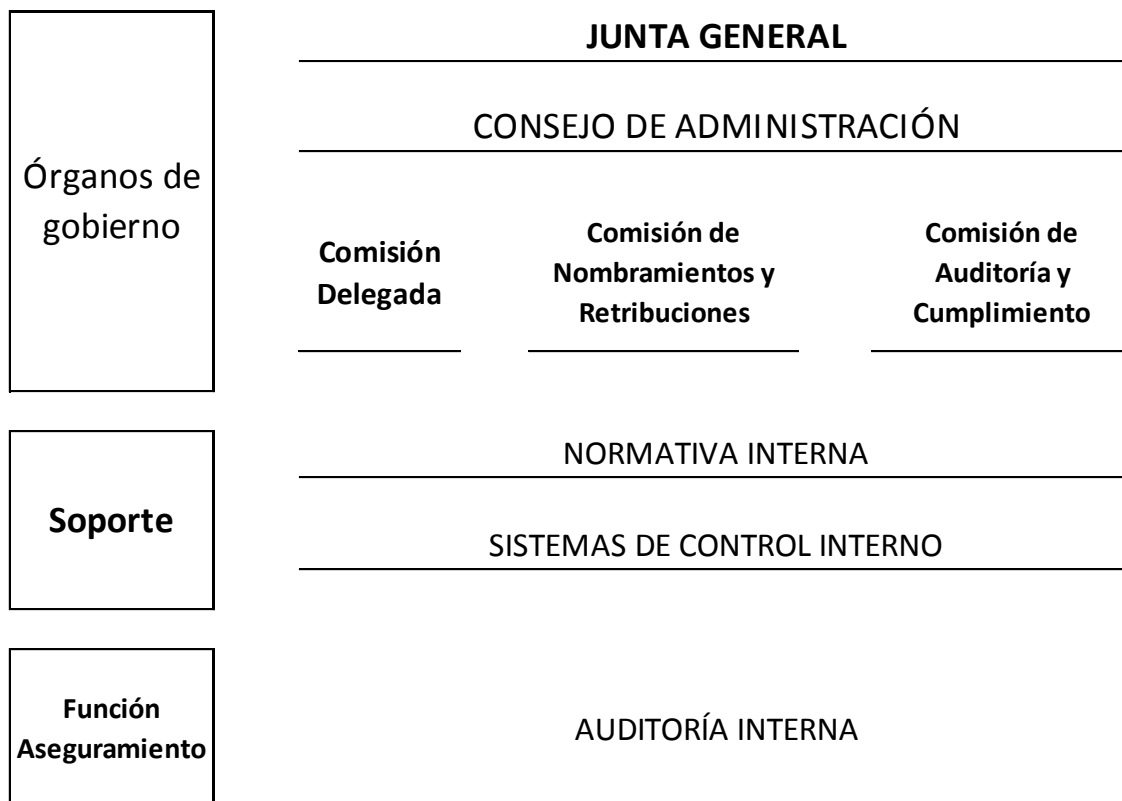 JUNTA GENERAL
CONSEJO DE ADMINISTRACIÓN
Órganos de
gobierno
Comisión
Delegada
Comisión de
Nombramientos y
Retribuciones
Comisión de
Auditoría y
Cumplimiento
Soporte
NORMATIVA INTERNA
SISTEMAS DE CONTROL INTERNO
Función
Aseguramiento
AUDITORÍA INTERNA